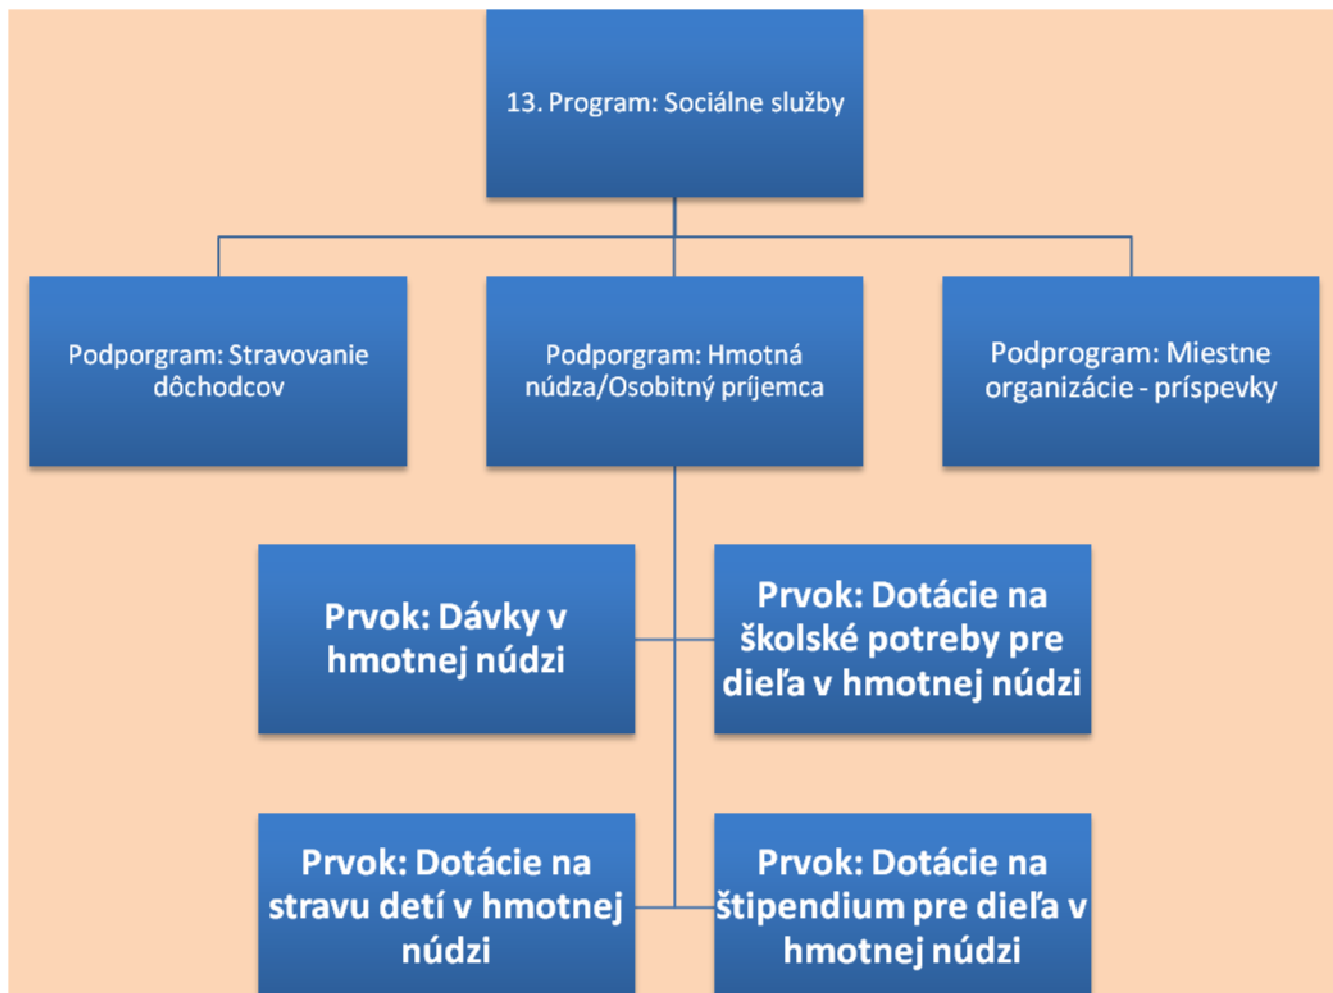 13. Program: Sociálne služby
Podporgram: Stravovanie
dôchodcov
Podporgram: Hmotná
núdza/Osobitný príjemca
Podprogram: Miestne
organizácie - príspevky
Prvok: Dávky v
hmotnej núdzi
Prvok: Dotácie na
školské potreby pre
dieľa v hmotnej núdzi
Prvok: Dotácie na
stravu detí v hmotnej
núdzi
Prvok: Dotácie na
štipendium pre dieľa v
hmotnej núdzi